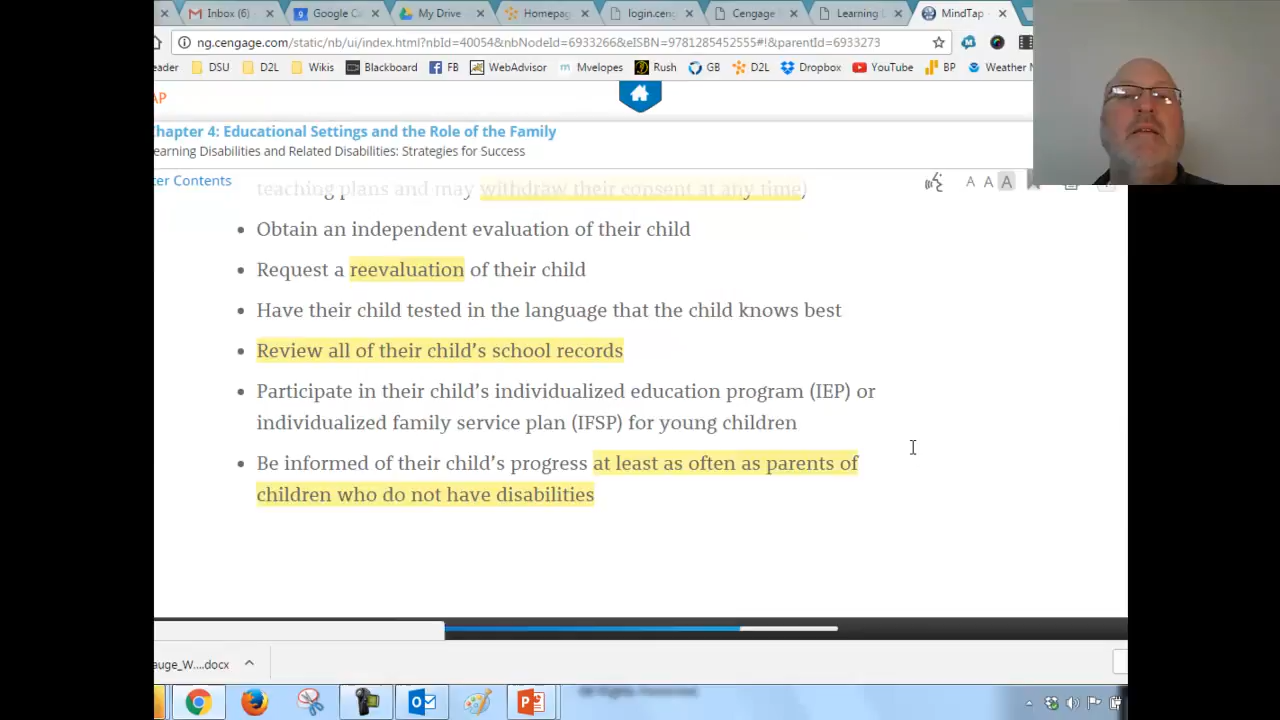 Inbox (6)
Google Ca
My Drive
Homepag
login.ceng
Cengage
Learning L
MindTap
ng.cengage.com/static/nb/ui/index.html?nbId=40054&nbNodeId=6933266&eISBN=9781285452555#!&parentId=6933273
eader DSU D2L Wikis Blackboard FB WebAdvisor Mvelopes Rush GB D2L Dropbox YouTube BP Weather
AP
Chapter 4: Educational Settings and the Role of the Family
earning Disabilities and Related Disabilities: Strategies for Success
ter Contents
A A A
teaching plans and may withdraw their consent at any time)
• Obtain an independent evaluation of their child
• Request a reevaluation of their child
• Have their child tested in the language that the child knows best
• Review all of their child's school records
• Participate in their child's individualized education program (IEP) or
individualized family service plan (IFSP) for young children
• Be informed of their child's progress at least as often as parents of
children who do not have disabilities
auge_W....docx
All Rights Reserved.